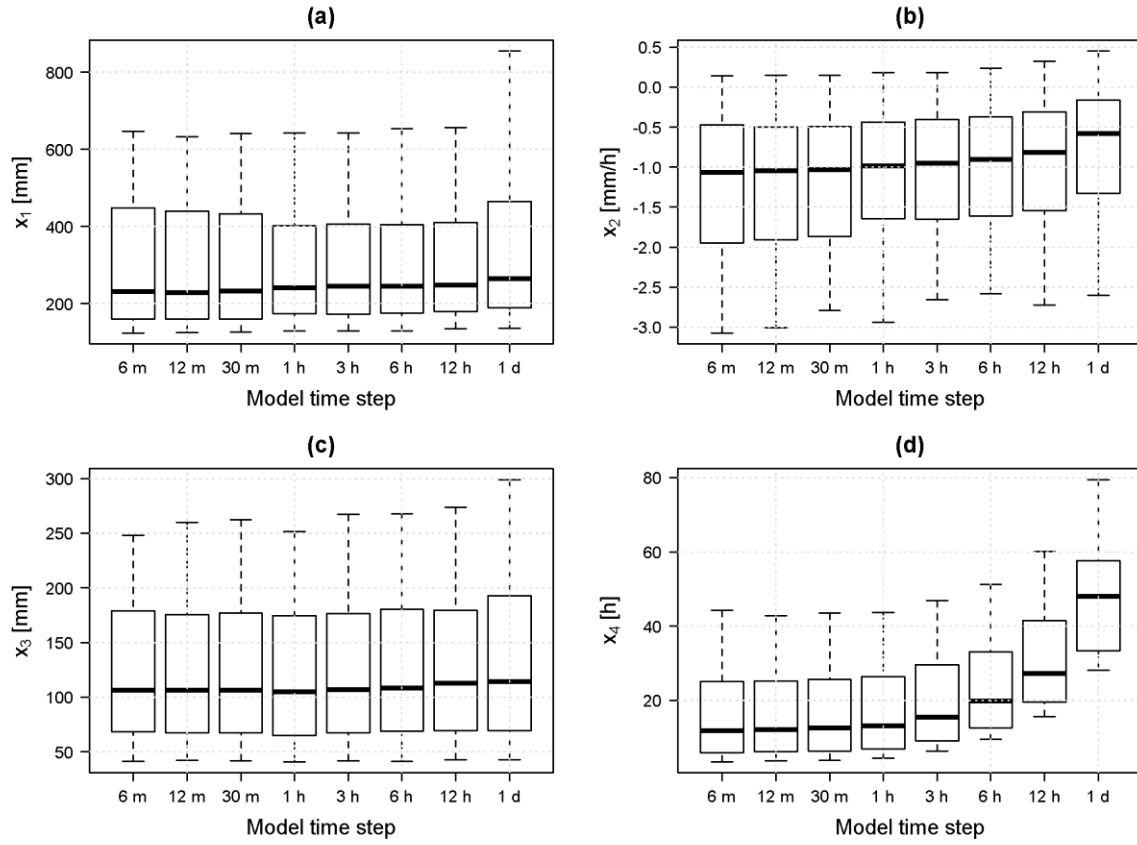 (a)
x1 [mm]
800
600
400
200
6 m 12 m 30 m 1 h 3 h 6 h 12 h 1 d
Model time step
(b)
x2 [mm/h]
0.5
0.0
-0.5
-1.0
-1.5
-2.0
-2.5
-3.0
6 m 12 m 30 m 1 h 3 h 6 h 12 h 1 d
Model time step
(c)
x3 [mm]
300
250
200
150
100
50
6 m 12 m 30 m 1 h 3 h 6 h 12 h 1 d
Model time step
(d)
x4 [h]
80
60
40
20
6 m 12 m 30 m 1 h 3 h 6 h 12 h 1 d
Model time step